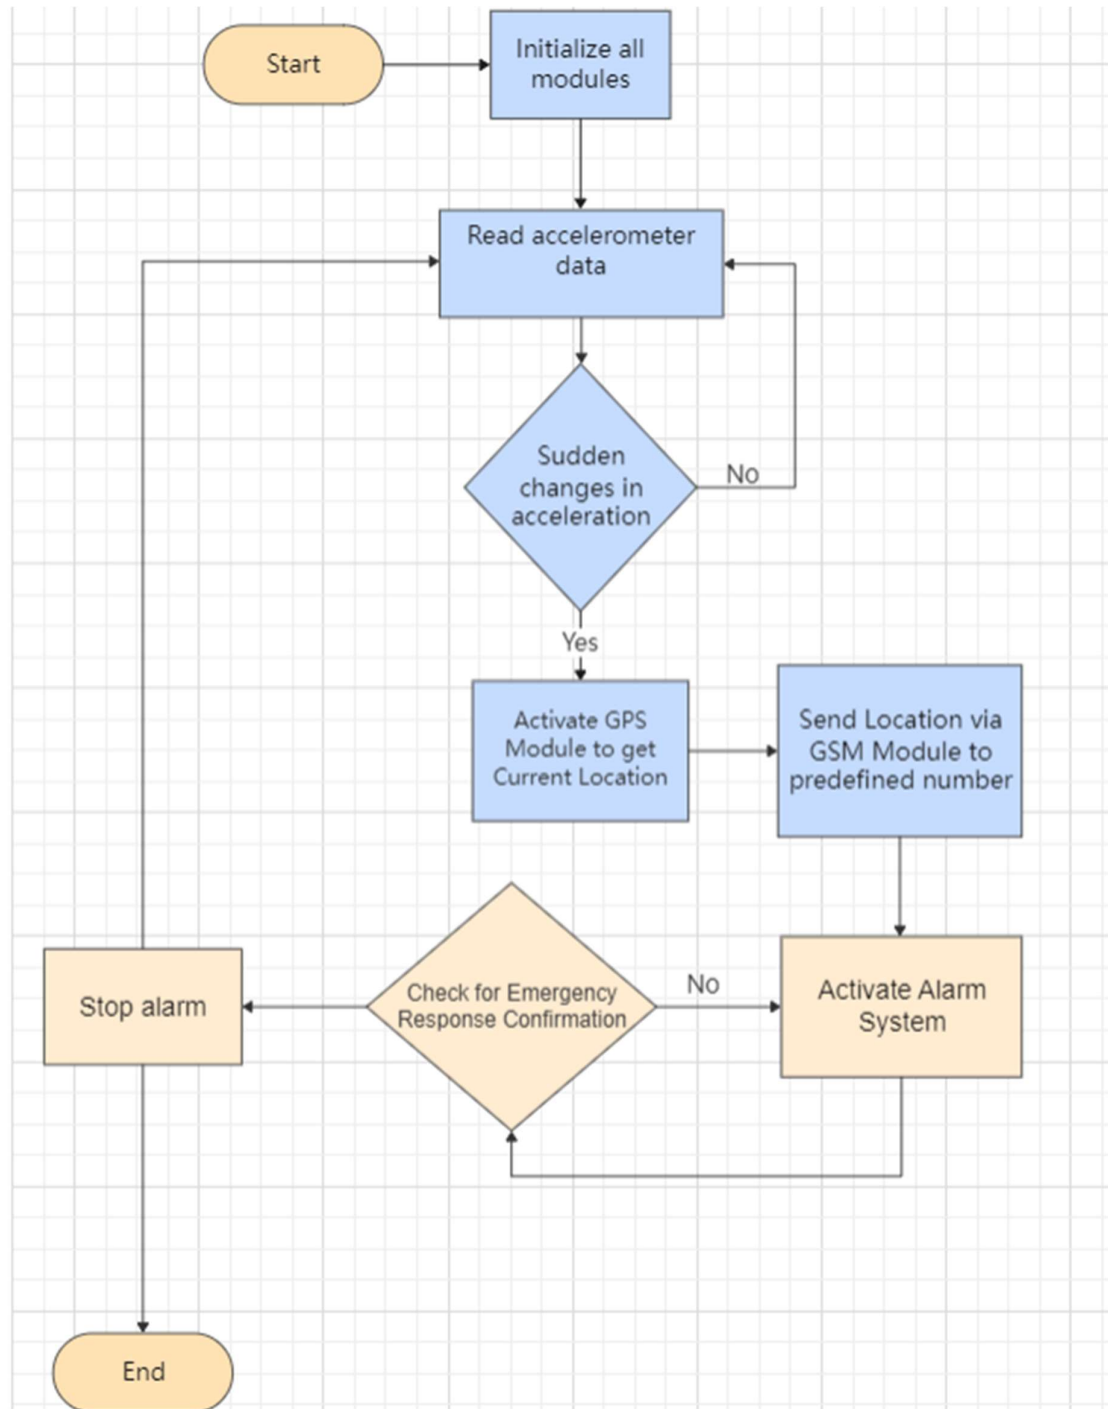 Start
Initialize all
modules
Read accelerometer
data
Sudden
changes in
acceleration
No
Yes
Activate GPS
Module to get
Current Location
Send Location via
GSM Module to
predefined number
Stop alarm
Check for Emergency
Response Confirmation
No
Activate Alarm
System
End